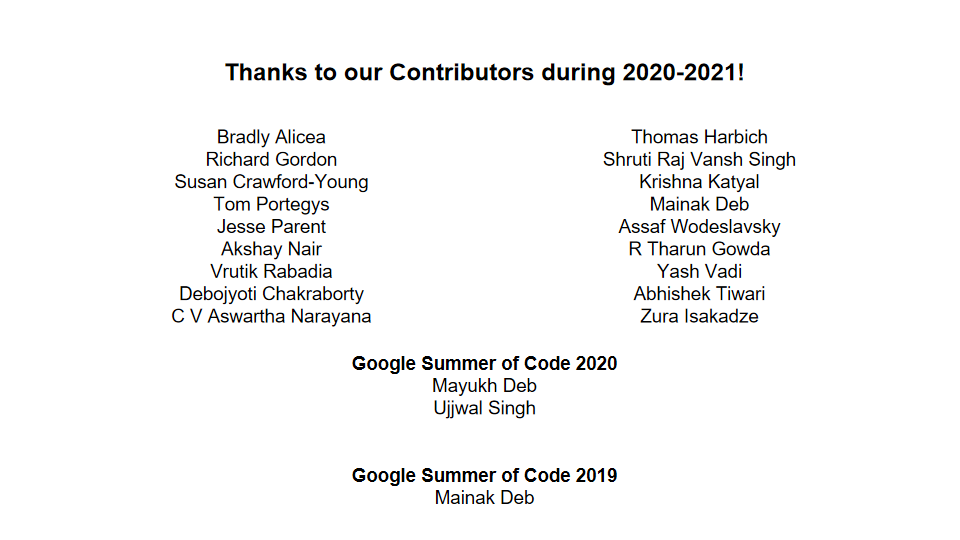 Thanks to our Contributors during 2020-2021!
Bradly Alicea
Richard Gordon
Susan Crawford-Young
Tom Portegys
Jesse Parent
Akshay Nair
Vrutik Rabadia
Debojyoti Chakraborty
C V Aswartha Narayana
Thomas Harbich
Shruti Raj Vansh Singh
Krishna Katyal
Mainak Deb
Assaf Wodeslavsky
R Tharun Gowda
Yash Vadi
Abhishek Tiwari
Zura Isakadze
Google Summer of Code 2020
Mayukh Deb
Ujjwal Singh
Google Summer of Code 2019
Mainak Deb